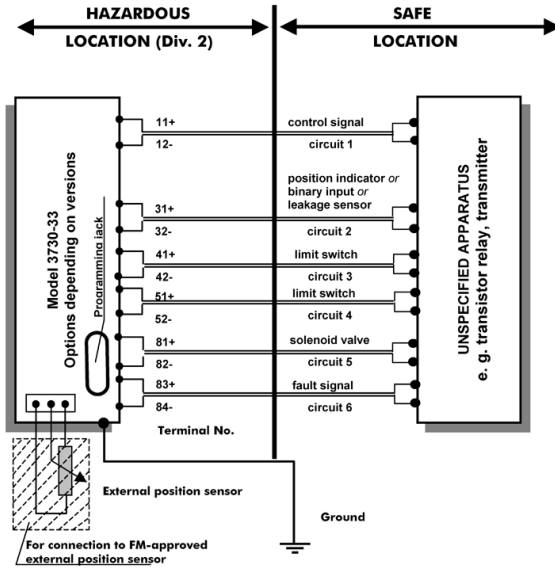 HAZARDOUS
LOCATION (Div. 2)
SAFE
LOCATION
Model 3730-33
Options depending on versions
Programming jack
11+
12-
control signal
circuit 1
position indicator or
binary input or
leakage sensor
31+
32-
circuit 2
41+
42-
limit switch
circuit 3
51+
52-
limit switch
circuit 4
81+
82-
solenoid valve
circuit 5
83+
84-
fault signal
circuit 6
UNSPECIFIED APPARATUS
e. g. transistor relay, transmitter
Terminal No.
External position sensor
Ground
For connection to FM-approved
external position sensor